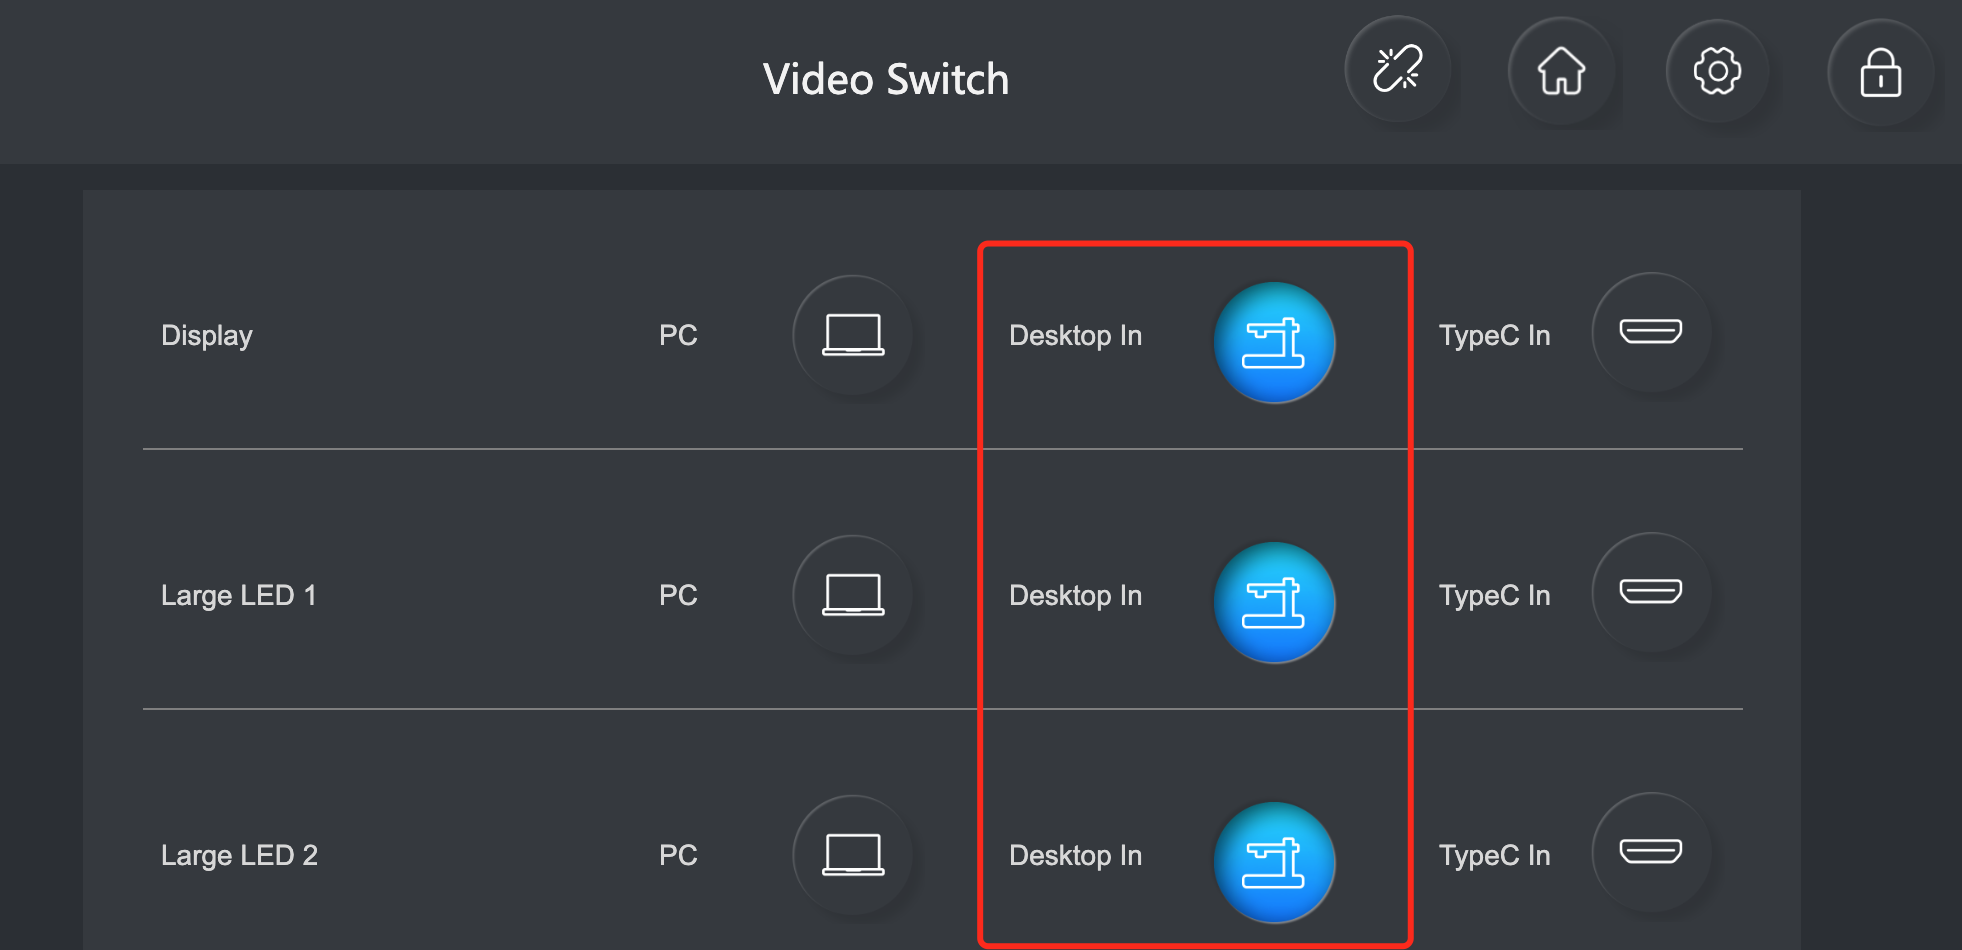 Video Switch
Display PC Desktop In TypeC In
Large LED 1 PC Desktop In TypeC In
Large LED 2 PC Desktop In TypeC In